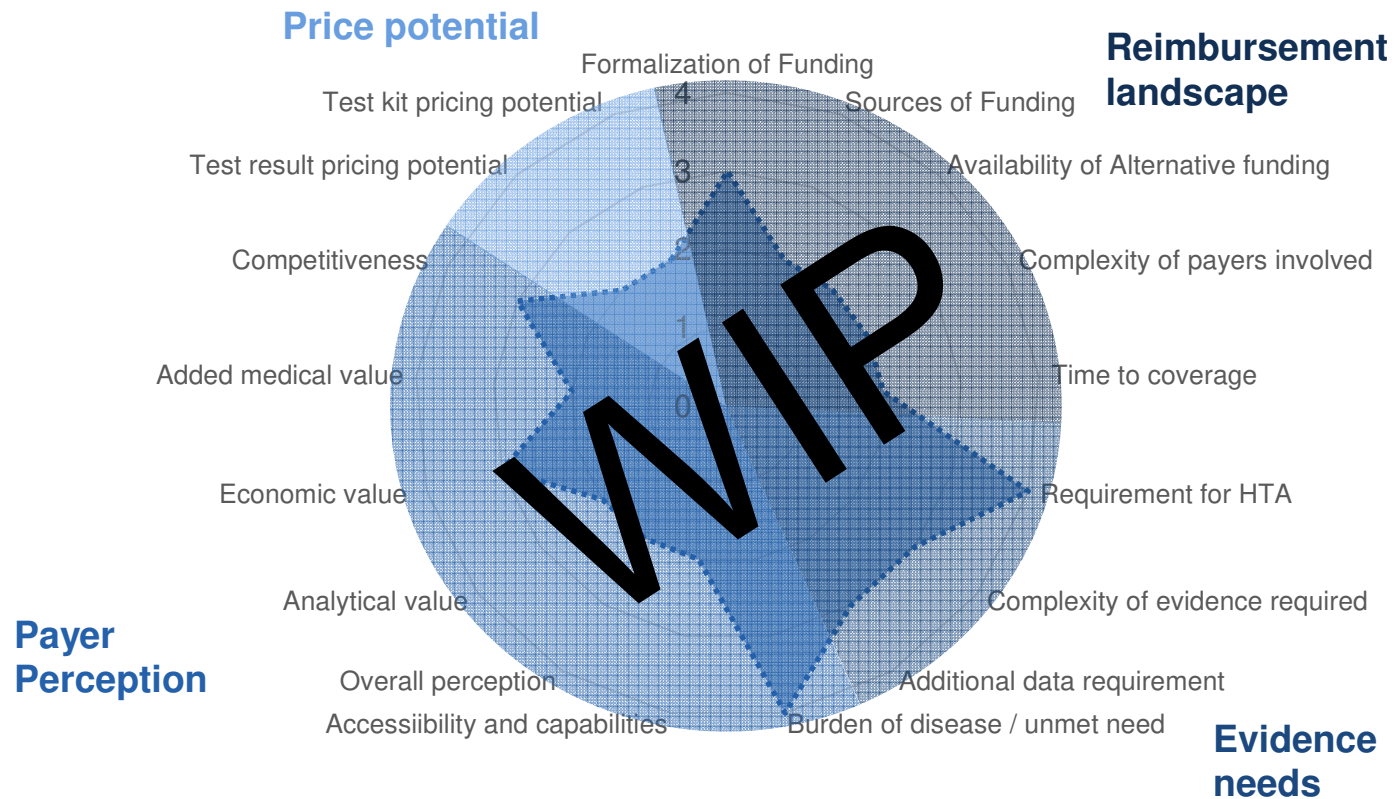 Price potential
Reimbursement
landscape
Formalization of Funding
Test kit pricing potential
4
Sources of Funding
Test result pricing potential
3
Availability of Alternative funding
Competitiveness
2
Complexity of payers involved
1
Added medical value
Time to coverage
0
WIP
Economic value
Requirement for HTA
Analytical value
Complexity of evidence required
Payer
Perception
Overall perception
Additional data requirement
Accessiibility and capabilities
Burden of disease / unmet need
Evidence
needs